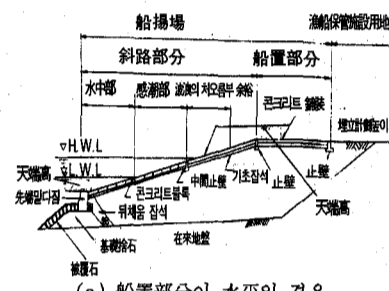 船揚場
漁船保管施設用地
斜路部分
船置部分
水中部
感潮部
波浪의 처오름부
余裕
콘크리트 鋪裝
埋立計劃높이
H.W.L
L.W.L
天端高
先端밑다짐
中間止壁
기초잡석
止壁
콘크리트블록
止壁
天端高
뒤채움 잡석
基礎捨石
在來地盤
被覆石
(a) 船置部分이 水平인 경우